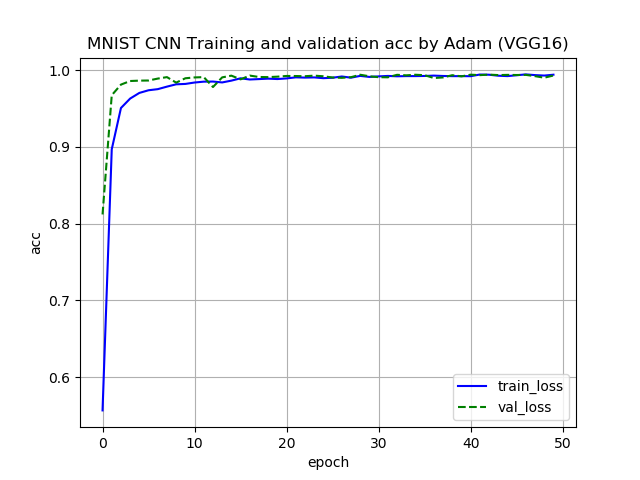 MNIST CNN Training and validation acc by Adam (VGG16)
1.0
0.9
0.8
0.7
0.6
acc
0
10
20
30
40
50
epoch
train_loss
val_loss